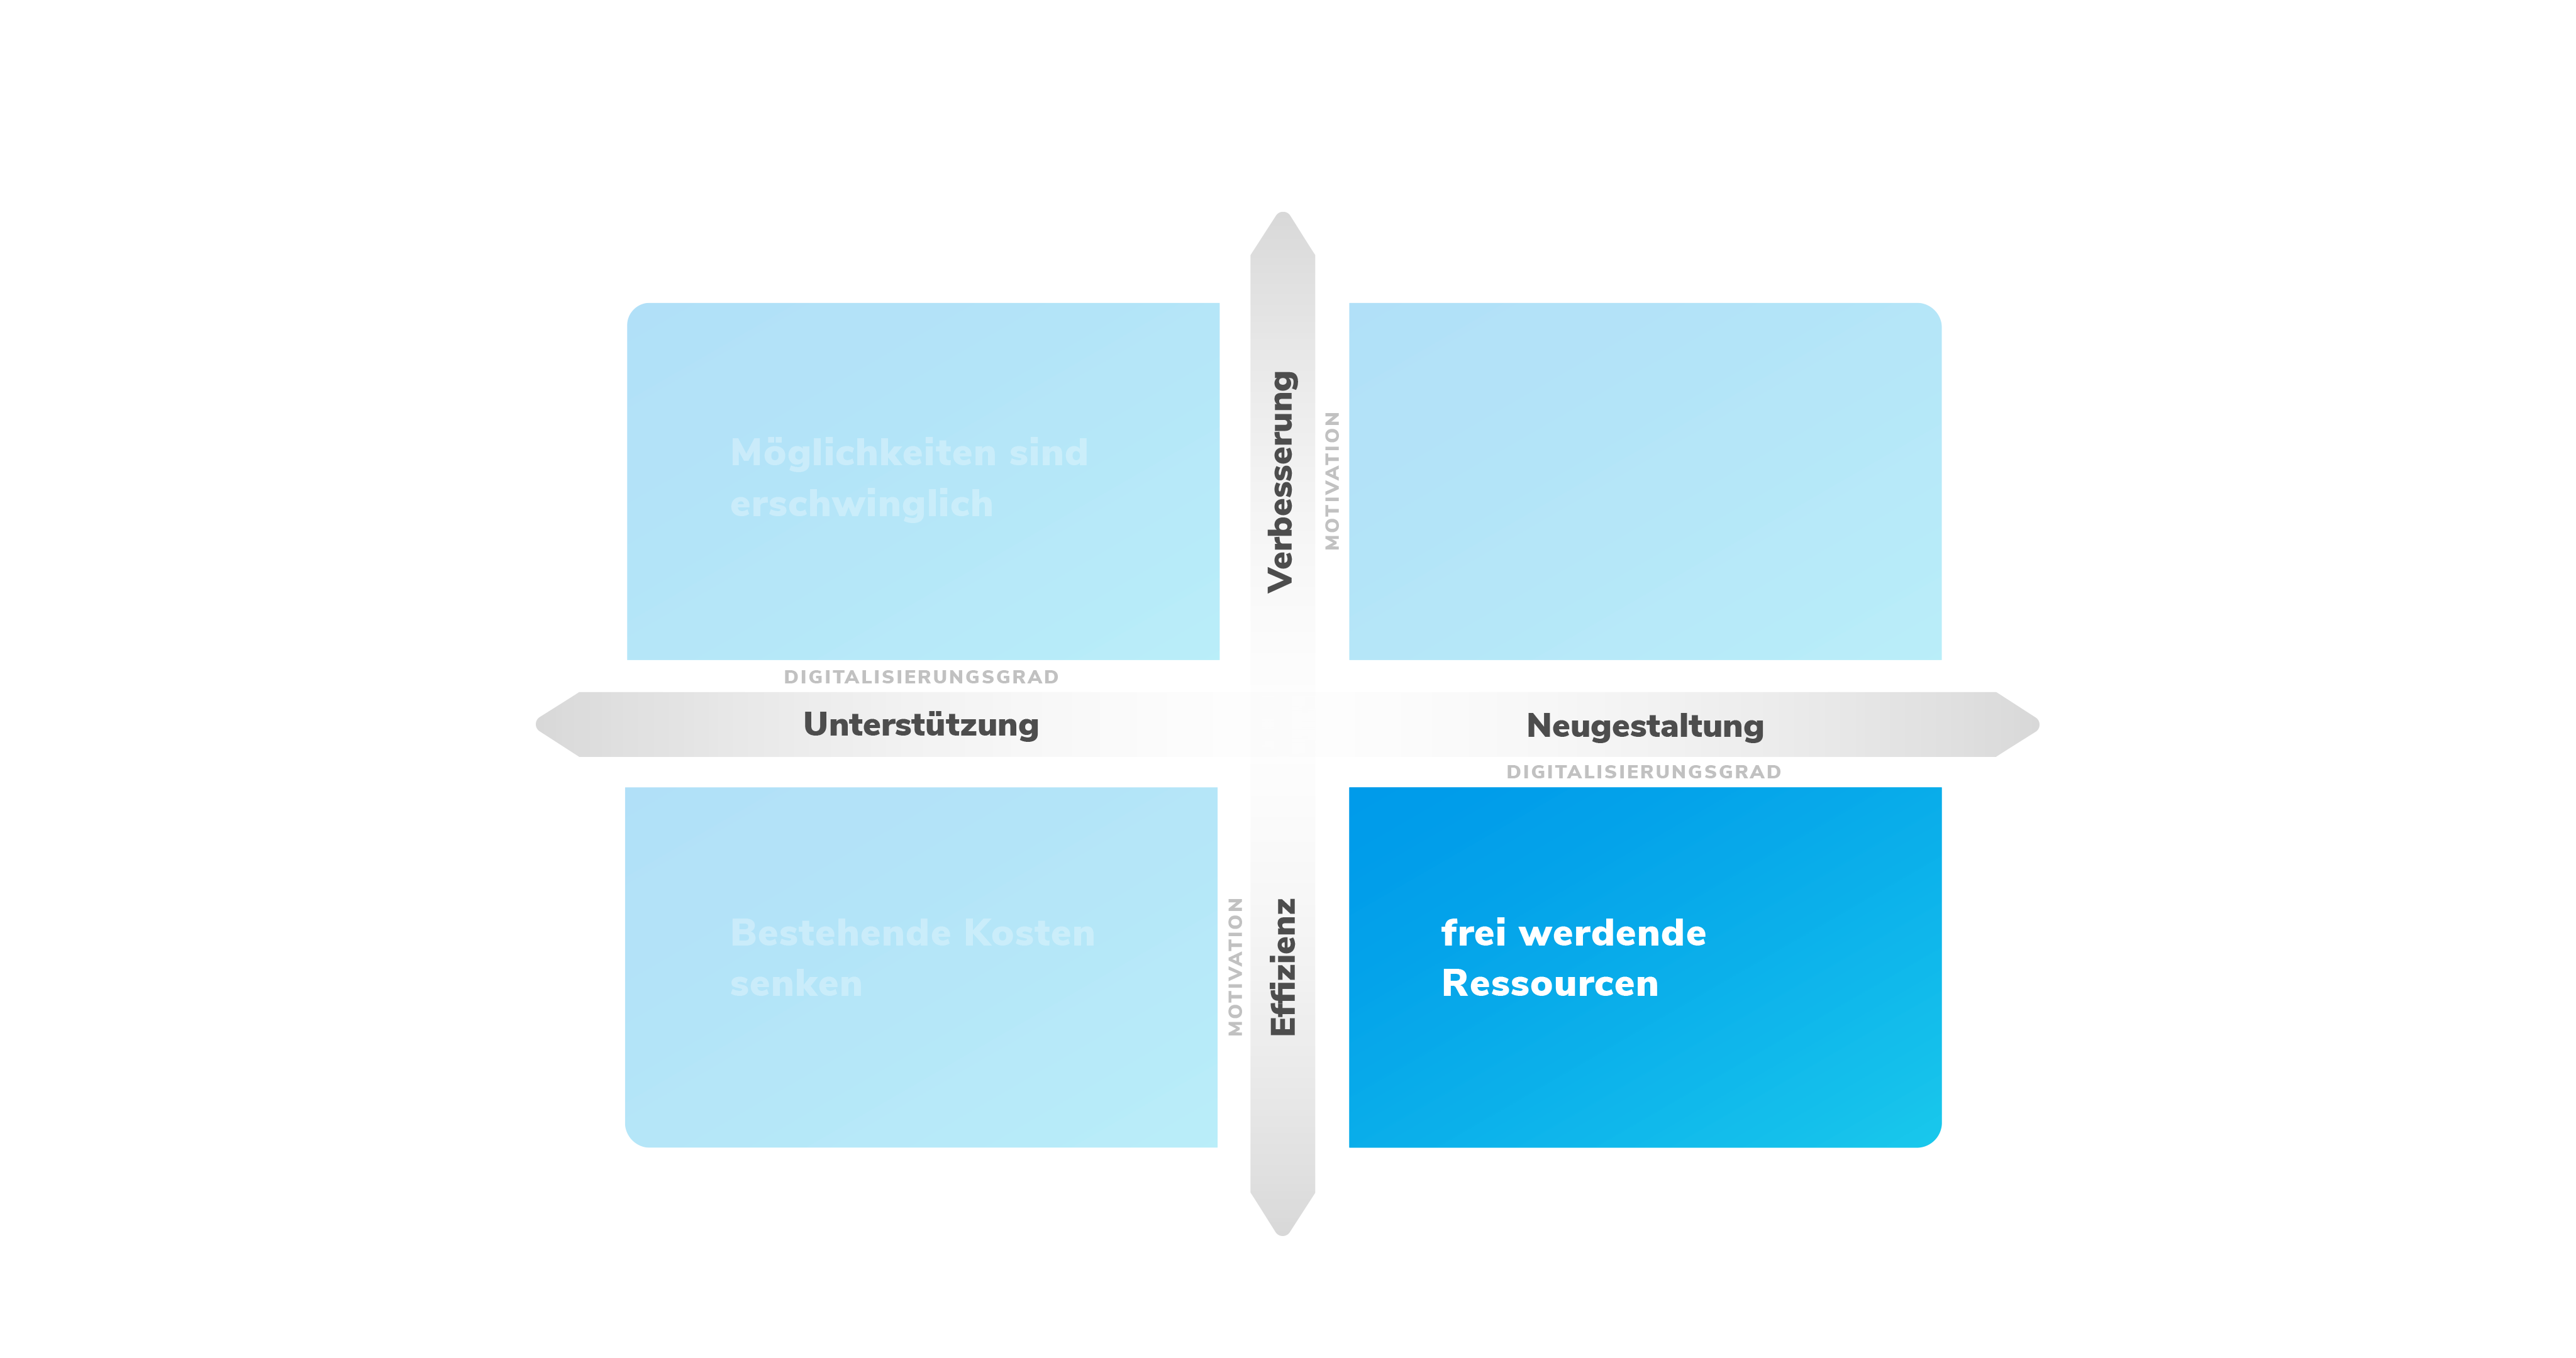 Verbesserung
MOTIVATION
Möglichkeiten sind
erschwinglich
DIGITALISIERUNGSGRAD
Unterstützung
Neugestaltung
DIGITALISIERUNGSGRAD
Bestehende Kosten
senken
MOTIVATION
Effizienz
frei werdende
Ressourcen